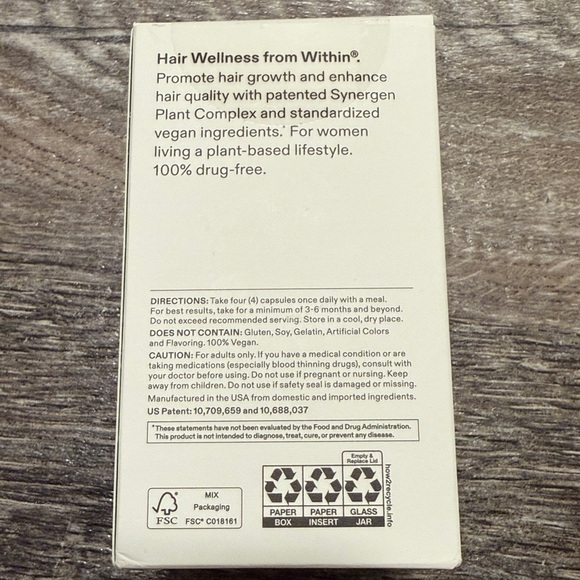 Hair Wellness from Within®.
Promote hair growth and enhance
hair quality with patented Synergen
Plant Complex and standardized
vegan ingredients.* For women
living a plant-based lifestyle.
100% drug-free.
DIRECTIONS: Take four (4) capsules once daily with a meal.
For best results, take for a minimum of 3-6 months and beyond.
Do not exceed recommended serving. Store in a cool, dry place.
DOES NOT CONTAIN: Gluten, Soy, Gelatin, Artificial Colors
and Flavoring. 100% Vegan.
CAUTION: For adults only. If you have a medical condition or are
taking medications (especially blood thinning drugs), consult with
your doctor before using. Do not use if pregnant or nursing. Keep
away from children. Do not use if safety seal is damaged or missing.
Manufactured in the USA from domestic and imported ingredients.
US Patent: 10,709,659 and 10,688,037
*These statements have not been evaluated by the Food and Drug Administration.
This product is not intended to diagnose, treat, cure, or prevent any disease.
FSC
MIX
Packaging
FSC® C018161
Empty &
Replace Lid
PAPER
BOX
PAPER
INSERT
GLASS
JAR
how2recycle.info